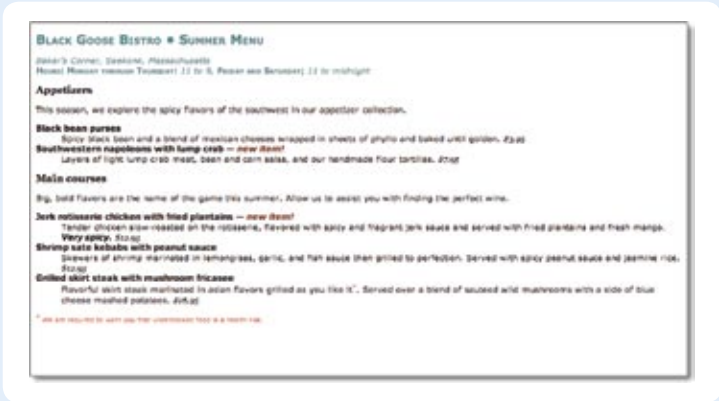 BLACK GOOSE BISTRO • SUMMER MENU
Baker's Corner, Seekonk, Massachusetts
HOURS: MONDAY THROUGH THURSDAY: 11 to 9, FRIDAY AND SATURDAY; 11 to midnight
Appetizers
This season, we explore the spicy flavors of the southwest in our appetizer collection.
Black bean purses
Spicy black bean and a blend of mexican cheeses wrapped in sheets of phyllo and baked until golden. $3.95
Southwestern napoleons with lump crab — new item!
Layers of light lump crab meat, bean and corn salsa, and our handmade flour tortillas. $7.95
Main courses
Big, bold flavors are the name of the game this summer. Allow us to assist you with finding the perfect wine.
Jerk rotisserie chicken with fried plantains — new item!
Tender chicken slow-roasted on the rotisserie, flavored with spicy and fragrant jerk sauce and served with fried plantains and fresh mango.
Very spicy. $12.95
Shrimp sate kebabs with peanut sauce
Skewers of shrimp marinated in lemongrass, garlic, and fish sauce then grilled to perfection. Served with spicy peanut sauce and jasmine rice.
$12.95
Grilled skirt steak with mushroom fricasee
Flavorful skirt steak marinated in asian flavors grilled as you like it*. Served over a blend of sauteed wild mushrooms with a side of blue
cheese mashed potatoes. $16.95
* We are required to warn you that undercooked food is a health risk.